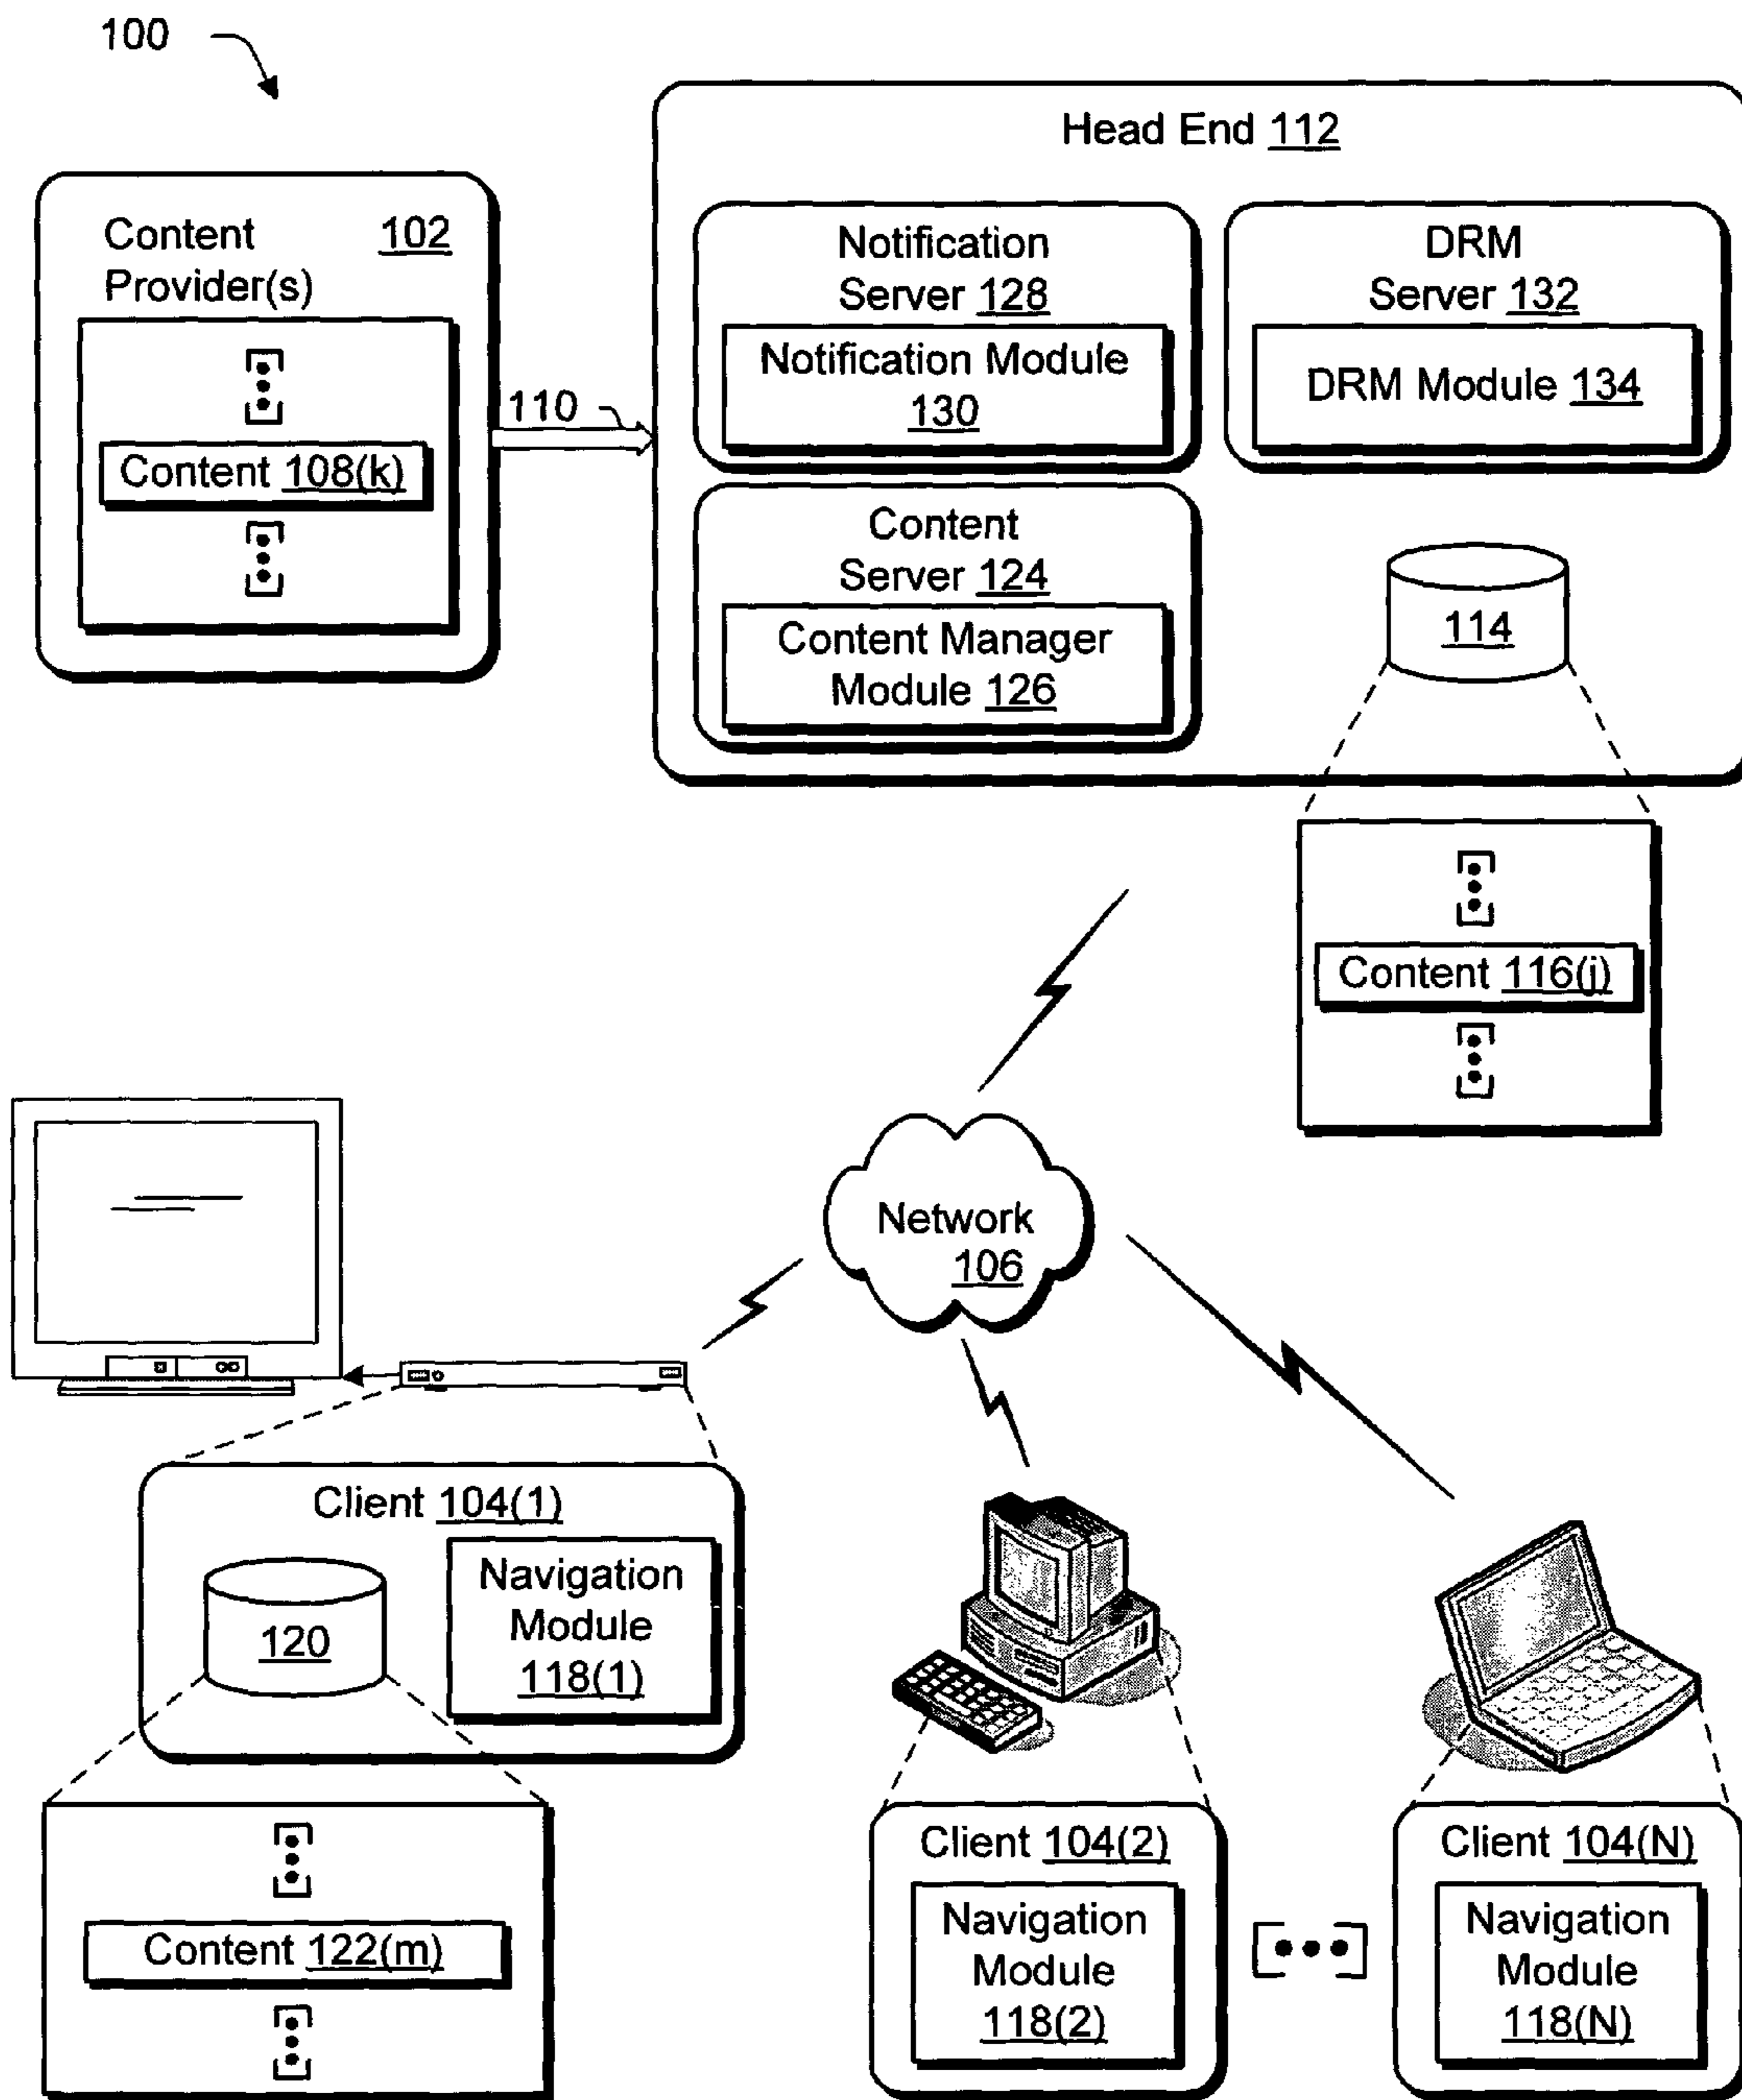 100
Head End 112
Content 102
Provider(s)
Content 108(k)
110
Notification
Server 128
Notification Module
130
DRM
Server 132
DRM Module 134
Content
Server 124
Content Manager
Module 126
114
Content 116(j)
Network
106
Client 104(1)
120
Navigation
Module
118(1)
Content 122(m)
Client 104(2)
Navigation
Module
118(2)
Client 104(N)
Navigation
Module
118(N)